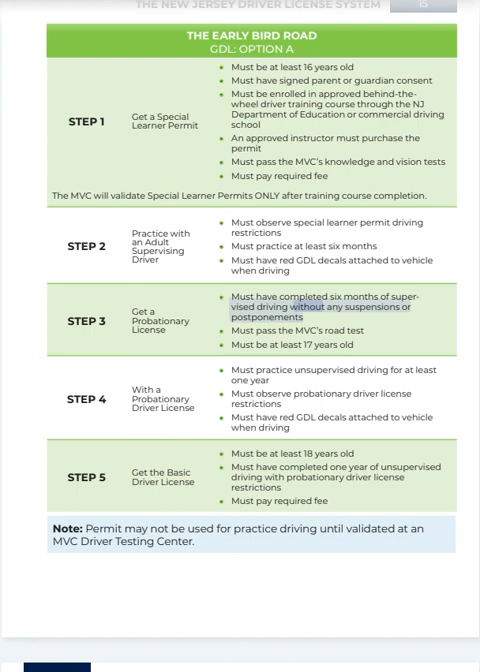 THE NEW JERSEY DRIVER LICENSE SYSTEM 15
THE EARLY BIRD ROAD
GDL: OPTION A
STEP 1
Get a Special
Learner Permit
• Must be at least 16 years old
• Must have signed parent or guardian consent
• Must be enrolled in approved behind-the-
wheel driver training course through the NJ
Department of Education or commercial driving
school
• An approved instructor must purchase the
permit
• Must pass the MVC's knowledge and vision tests
• Must pay required fee
The MVC will validate Special Learner Permits ONLY after training course completion.
STEP 2
Practice with
an Adult
Supervising
Driver
• Must observe special learner permit driving
restrictions
• Must practice at least six months
• Must have red GDL decals attached to vehicle
when driving
STEP 3
Get a
Probationary
License
• Must have completed six months of super-
vised driving without any suspensions or
postponements
• Must pass the MVC's road test
• Must be at least 17 years old
STEP 4
With a
Probationary
Driver License
• Must practice unsupervised driving for at least
one year
• Must observe probationary driver license
restrictions
• Must have red GDL decals attached to vehicle
when driving
STEP 5
Get the Basic
Driver License
• Must be at least 18 years old
• Must have completed one year of unsupervised
driving with probationary driver license
restrictions
• Must pay required fee
Note: Permit may not be used for practice driving until validated at an
MVC Driver Testing Center.